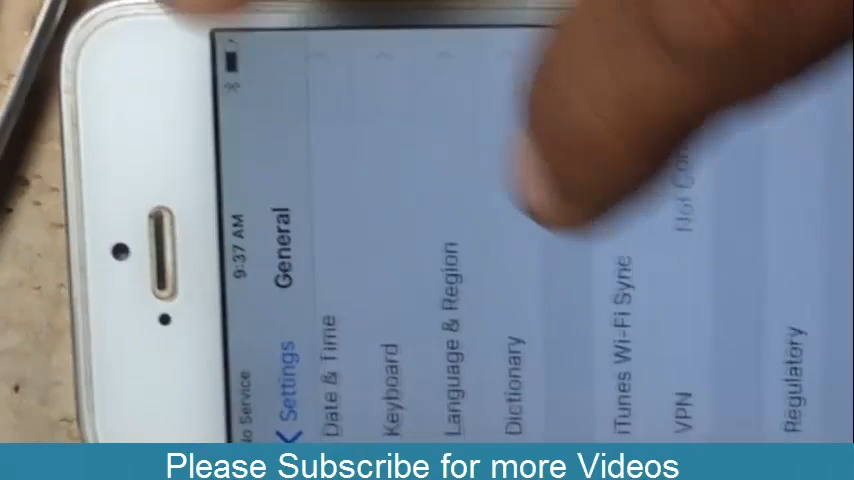 No Service
9:37 AM
Settings
General
Date & Time
Keyboard
Language & Region
Dictionary
iTunes Wi-Fi Sync
VPN
Not
Regulatory
Please Subscribe for more Videos